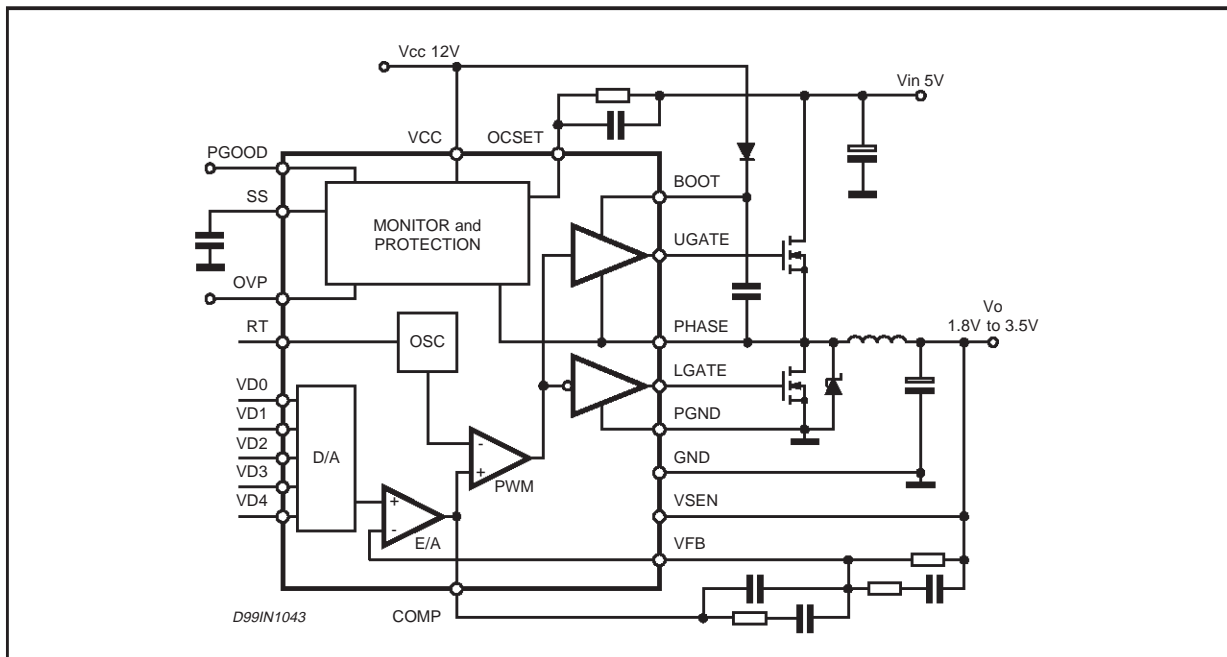 Vcc 12V
Vin 5V
VCC
OCSET
PGOOD
BOOT
SS
MONITOR and
PROTECTION
UGATE
OVP
Vo
1.8V to 3.5V
RT
OSC
PHASE
LGATE
VD0
VD1
PGND
VD2
D/A
-
+
PWM
GND
VD3
VD4
+
-
E/A
VSEN
VFB
D99IN1043
COMP